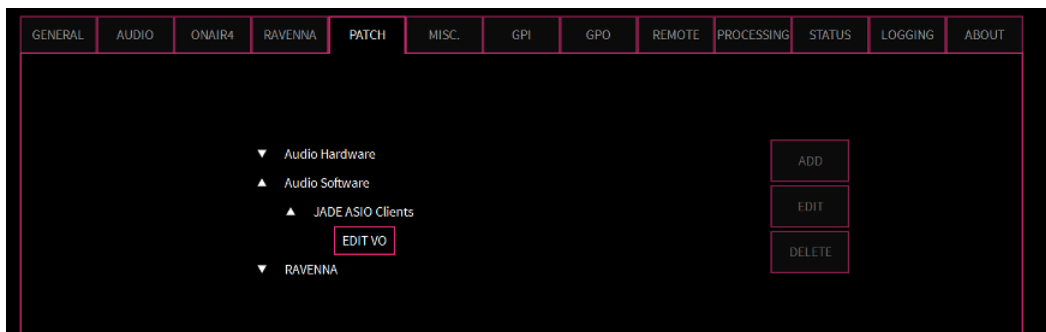 GENERAL AUDIO ONAIR4 RAVENNA PATCH MISC. GPI GPO REMOTE PROCESSING STATUS LOGGING ABOUT
Audio Hardware
ADD
Audio Software
JADE ASIO Clients
EDIT
EDIT VO
DELETE
RAVENNA